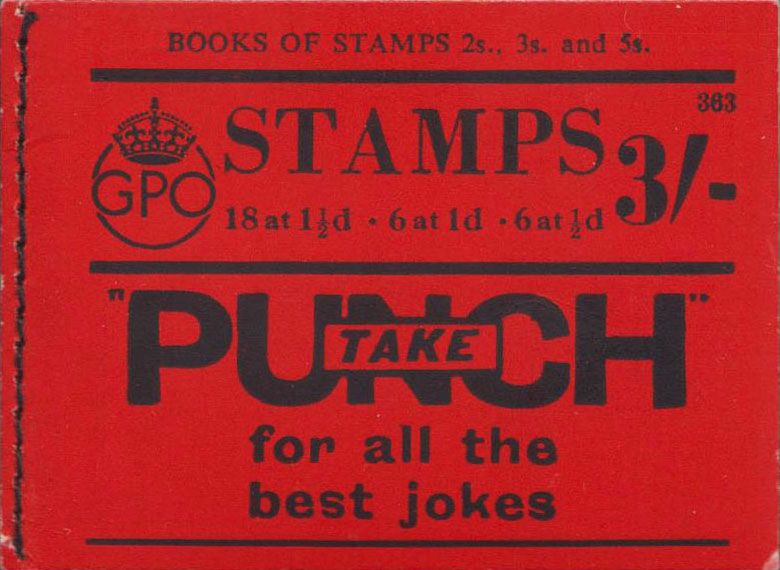 BOOKS OF STAMPS 2s., 3s. and 5s.
363
GPO
STAMPS 3/-
18 at 1½d · 6 at 1d · 6 at ½d
"PUNCH"
TAKE
for all the
best jokes